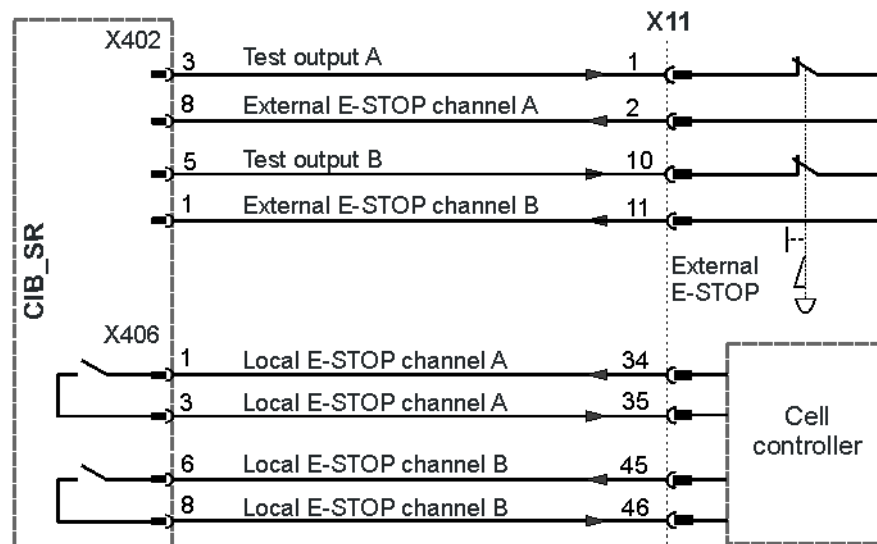 X402
X11
3 Test output A 1
8 External E-STOP channel A 2
5 Test output B 10
1 External E-STOP channel B 11
CIB_SR
External
E-STOP
X406
1 Local E-STOP channel A 34
3 Local E-STOP channel A 35
6 Local E-STOP channel B 45
8 Local E-STOP channel B 46
Cell
controller